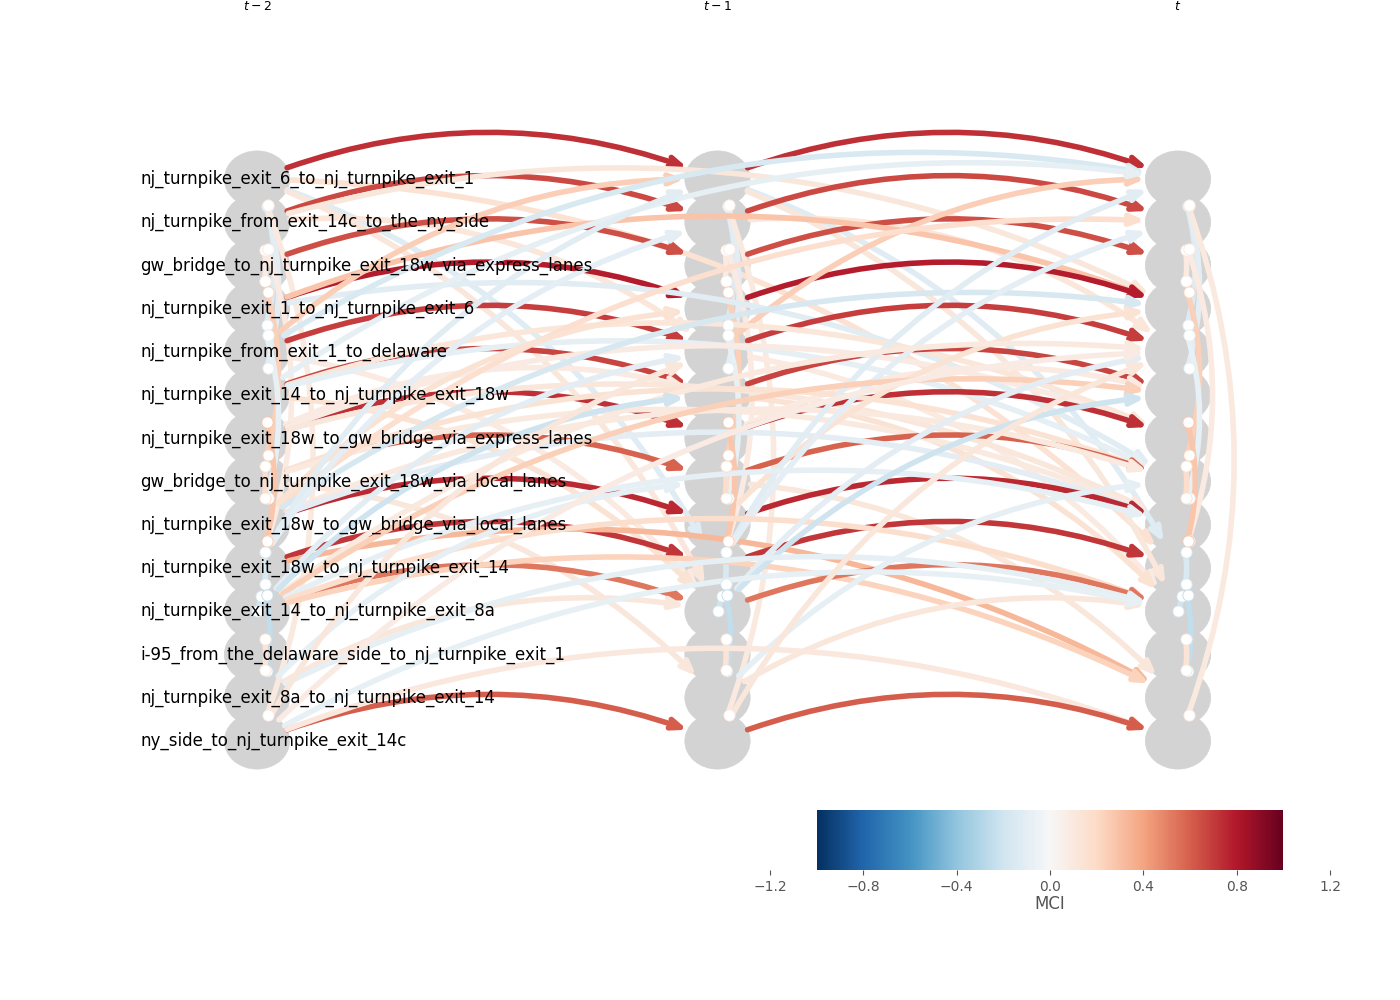 t − 2 t − 1 t
nj_turnpike_exit_6_to_nj_turnpike_exit_1
nj_turnpike_from_exit_14c_to_the_ny_side
gw_bridge_to_nj_turnpike_exit_18w_via_express_lanes
nj_turnpike_exit_1_to_nj_turnpike_exit_6
nj_turnpike_from_exit_1_to_delaware
nj_turnpike_exit_14_to_nj_turnpike_exit_18w
nj_turnpike_exit_18w_to_gw_bridge_via_express_lanes
gw_bridge_to_nj_turnpike_exit_18w_via_local_lanes
nj_turnpike_exit_18w_to_gw_bridge_via_local_lanes
nj_turnpike_exit_18w_to_nj_turnpike_exit_14
nj_turnpike_exit_14_to_nj_turnpike_exit_8a
i-95_from_the_delaware_side_to_nj_turnpike_exit_1
nj_turnpike_exit_8a_to_nj_turnpike_exit_14
ny_side_to_nj_turnpike_exit_14c
−1.2 −0.8 −0.4 0.0 0.4 0.8 1.2
MCI